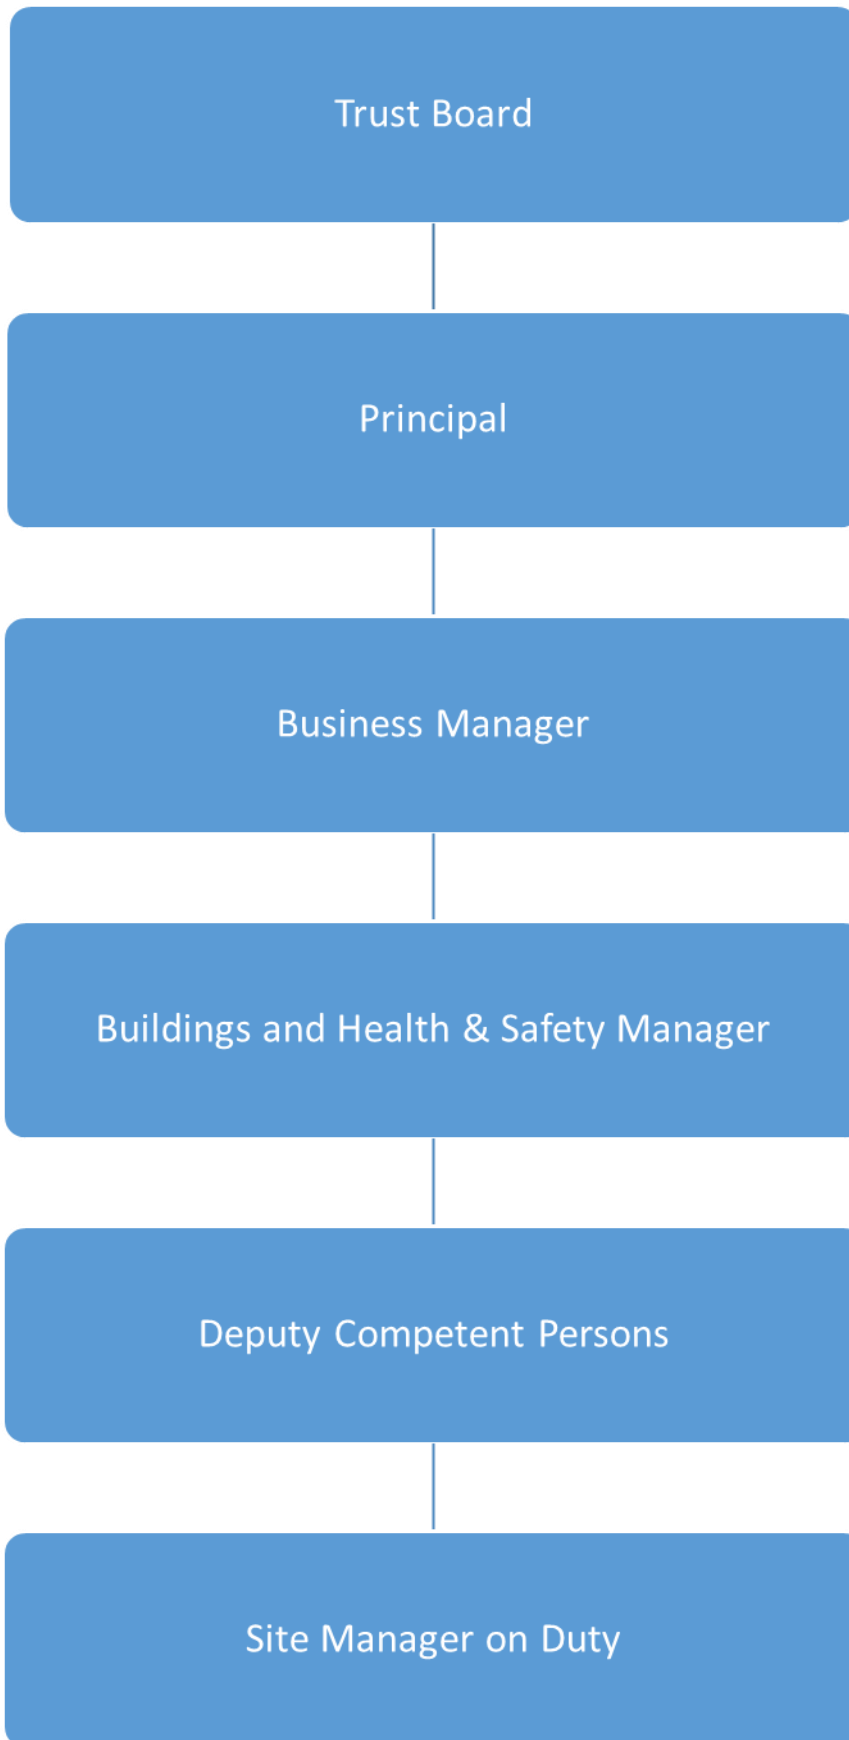 Trust Board
Principal
Business Manager
Buildings and Health & Safety Manager
Deputy Competent Persons
Site Manager on Duty